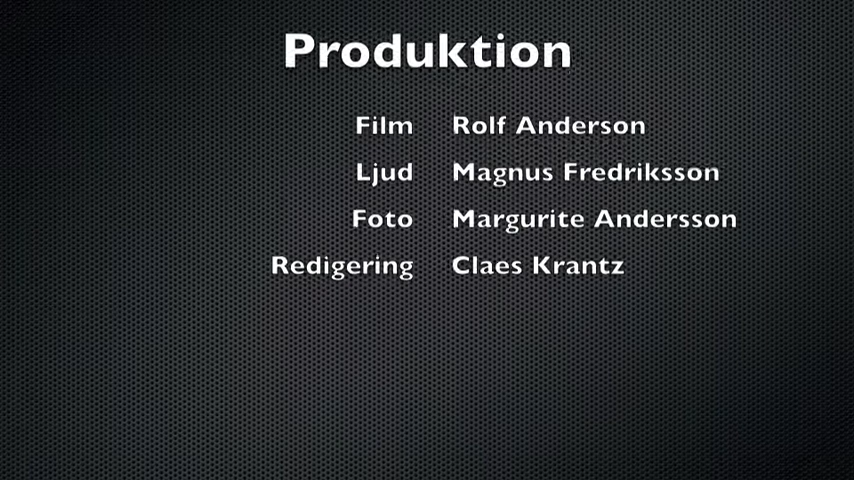 Produktion
Film Rolf Anderson
Ljud Magnus Fredriksson
Foto Margurite Andersson
Redigering Claes Krantz